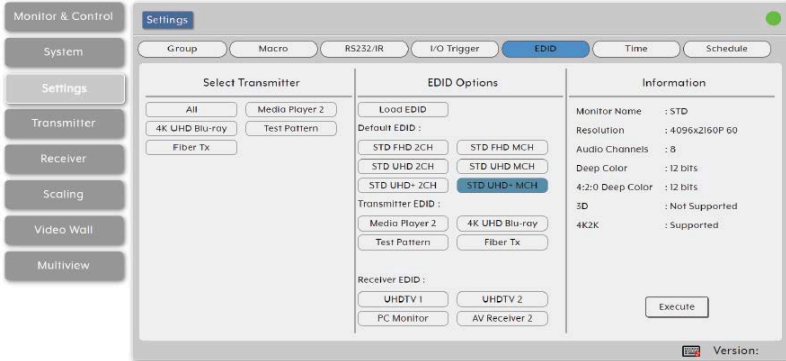 Monitor & Control
System
Settings
Transmitter
Receiver
Scaling
Video Wall
Multiview
Settings
Group Macro RS232/IR I/O Trigger EDID Time Schedule
Select Transmitter
All Media Player 2
4K UHD Blu-ray Test Pattern
Fiber Tx
EDID Options
Load EDID
Default EDID :
STD FHD 2CH STD FHD MCH
STD UHD 2CH STD UHD MCH
STD UHD+ 2CH STD UHD+ MCH
Transmitter EDID :
Media Player 2 4K UHD Blu-ray
Test Pattern Fiber Tx
Receiver EDID :
UHDTV 1 UHDTV 2
PC Monitor AV Receiver 2
Information
Monitor Name : STD
Resolution : 4096x2160P 60
Audio Channels : 8
Deep Color : 12 bits
4:2:0 Deep Color : 12 bits
3D : Not Supported
4K2K : Supported
Execute
Version: